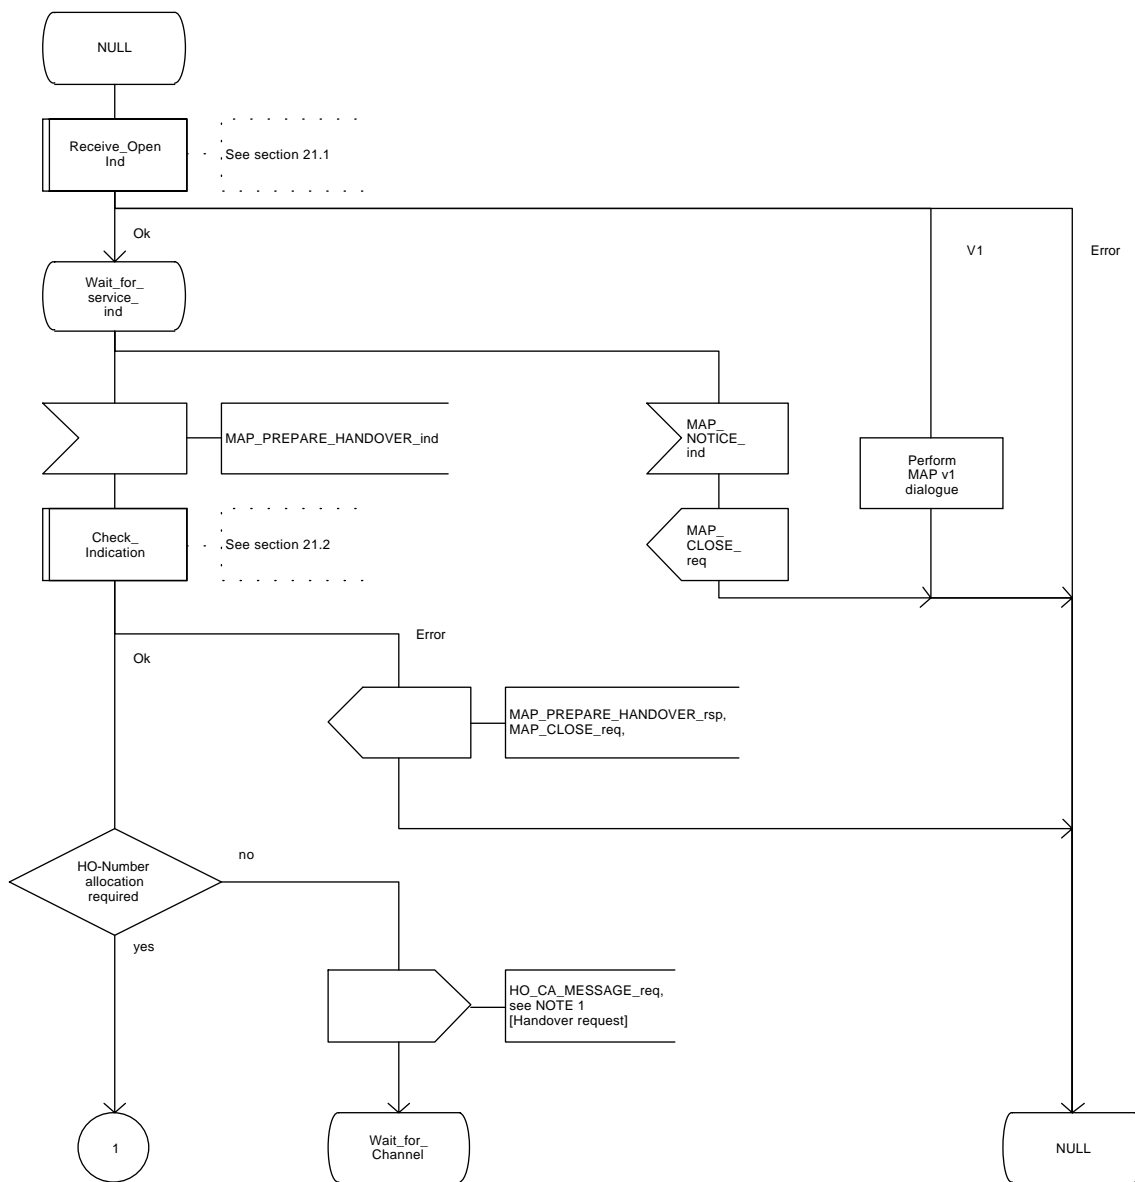 NULL
Receive_Open
Ind
See section 21.1
Ok
V1
Error
Wait_for_
service_
ind
MAP_PREPARE_HANDOVER_ind
MAP_
NOTICE_
ind
Perform
MAP v1
dialogue
Check_
Indication
See section 21.2
MAP_
CLOSE_
req
Error
Ok
MAP_PREPARE_HANDOVER_rsp,
MAP_CLOSE_req,
HO-Number
allocation
required
no
yes
HO_CA_MESSAGE_req,
see NOTE 1
[Handover request]
1
Wait_for_
Channel
NULL